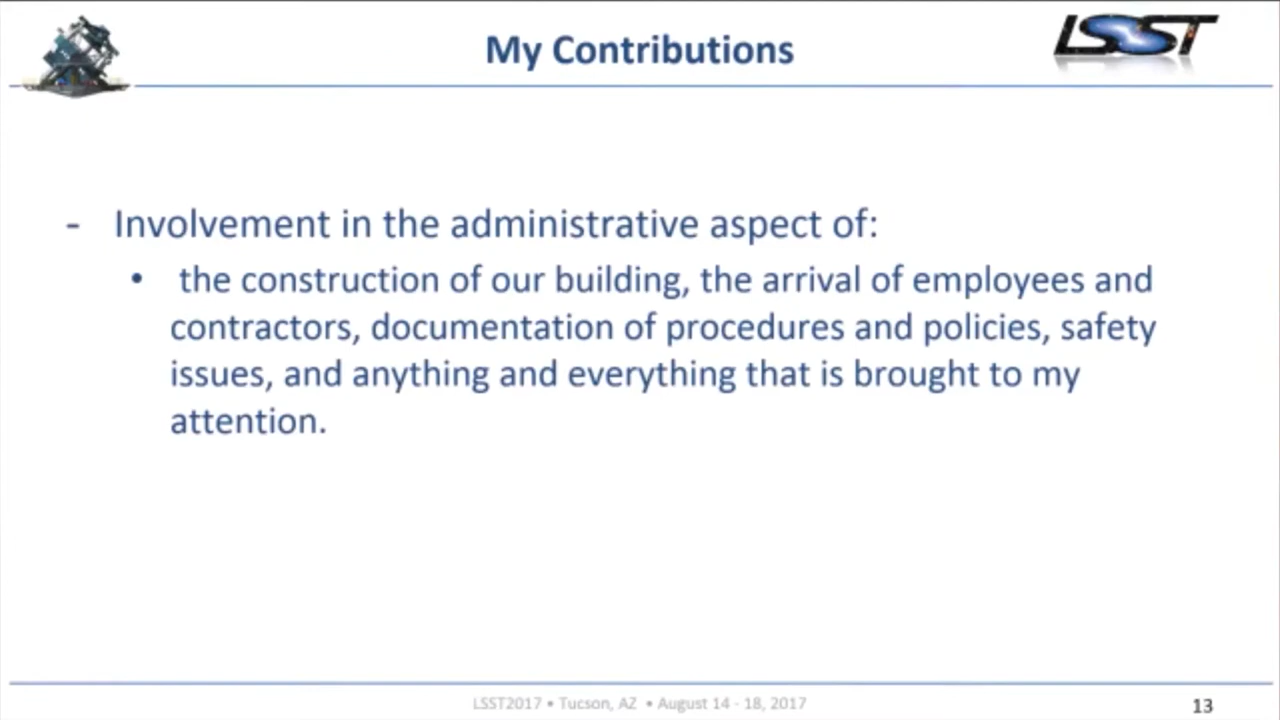 My Contributions
LSST
- Involvement in the administrative aspect of:
• the construction of our building, the arrival of employees and
contractors, documentation of procedures and policies, safety
issues, and anything and everything that is brought to my
attention.
LSST2017 • Tucson, AZ • August 14 - 18, 2017
13